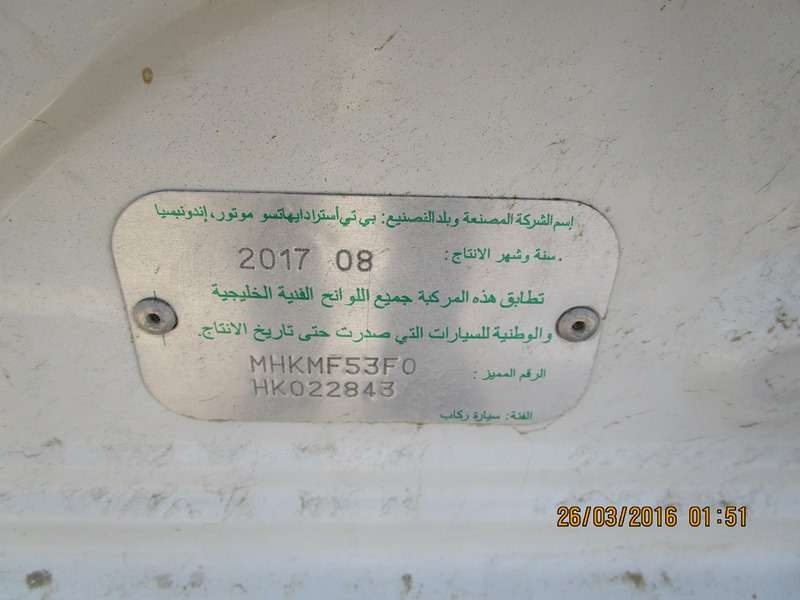 إسم الشركة المصنعة وبلد التصنيع: بي تي أسترا دايهاتسو موتور، إندونيسيا
سنة وشهر الانتاج: 2017 08
تطابق هذه المركبة جميع اللوائح الفنية الخليجية
والوطنية للسيارات التي صدرت حتى تاريخ الانتاج.
الرقم المميز: MHKMF53F0
HK022843
الفئة: سيارة ركاب
26/03/2016 01:51